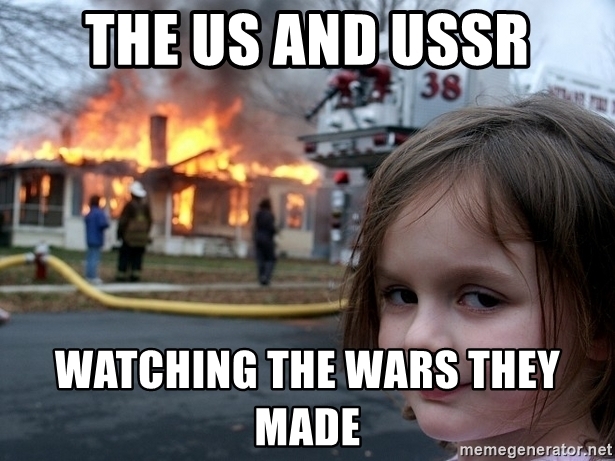 THE US AND USSR
38
WATCHING THE WARS THEY
MADE
memegenerator.net